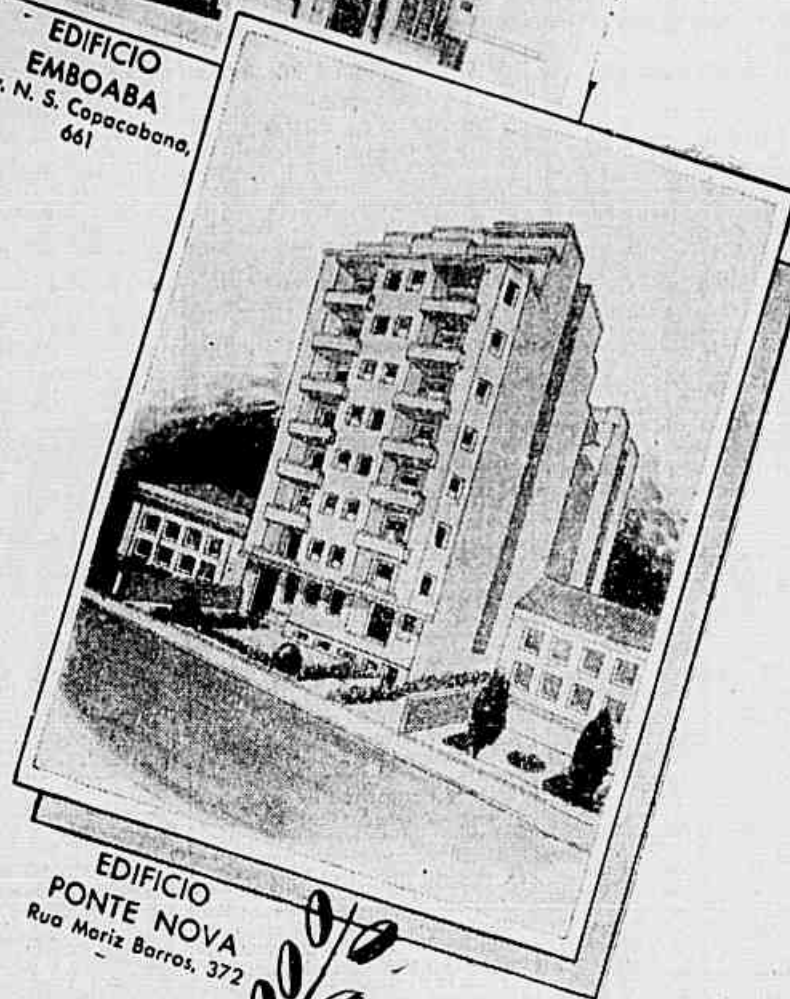 EDIFICIO
EMBOABA
N. S. Copacabana,
661
EDIFICIO
PONTE NOVA
Rua Mariz Barros, 372